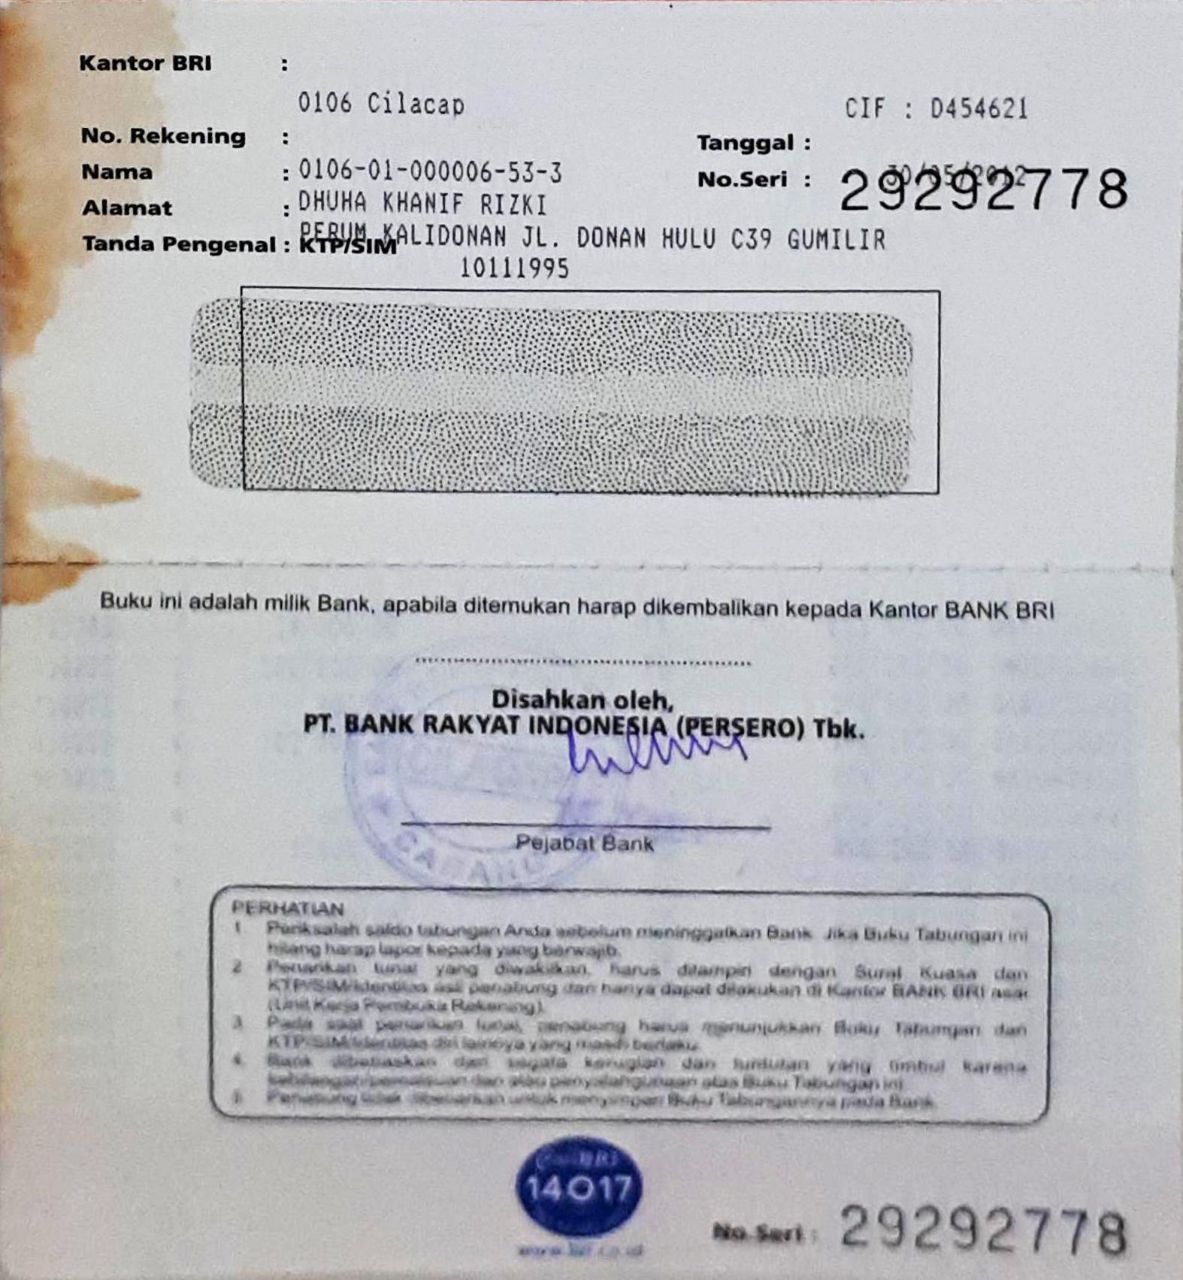 Kantor BRI :
0106 Cilacap
CIF : D454621
No. Rekening :
Tanggal :
Nama : 0106-01-000006-53-3
No.Seri : 29292778
30/05/2012
Alamat : DHUHA KHANIF RIZKI
PERUM KALIDONAN JL. DONAN HULU C39 GUMILIR
Tanda Pengenal : KTP/SIM
10111995
Buku ini adalah milik Bank, apabila ditemukan harap dikembalikan kepada Kantor BANK BRI
Disahkan oleh,
PT. BANK RAKYAT INDONESIA (PERSERO) Tbk.
CABANG
Pejabat Bank
PERHATIAN
1 Periksalah saldo tabungan Anda sebelum meninggalkan Bank. Jika Buku Tabungan ini
hilang harap lapor kepada yang berwajib.
2 Penarikan tunai yang diwakilkan, harus dilampiri dengan Surat Kuasa dan
KTP/SIM/Identitas asli penabung dan hanya dapat dilakukan di Kantor BANK BRI asal
(Unit Kerja Pembuka Rekening).
3 Pada saat penarikan tunai, penabung harus menunjukkan Buku Tabungan dan
KTP/SIM/Identitas diri lainnya yang masih berlaku.
4. Bank dibebaskan dari segala kerugian dan tuntutan yang timbul karena
kehilangan/pemalsuan dan atau penyalahgunaan atas Buku Tabungan ini.
5 Penabung tidak dibenarkan untuk menyimpan Buku Tabungannya pada Bank.
BRI
14017
www.bri.co.id
No.Seri : 29292778